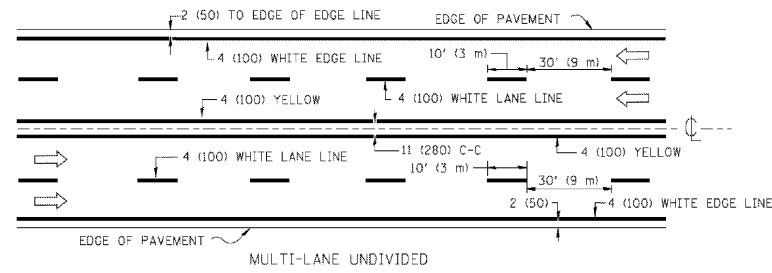 2 (50) TO EDGE OF EDGE LINE
EDGE OF PAVEMENT
4 (100) WHITE EDGE LINE
10' (3 m)
30' (9 m)
4 (100) YELLOW
4 (100) WHITE LANE LINE
℄
4 (100) WHITE LANE LINE
11 (280) C-C
4 (100) YELLOW
10' (3 m)
30' (9 m)
2 (50)
4 (100) WHITE EDGE LINE
EDGE OF PAVEMENT
MULTI-LANE UNDIVIDED